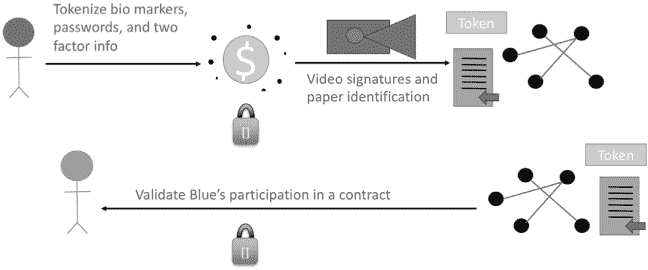 Tokenize bio markers,
passwords, and two
factor info
$
Video signatures and
paper identification
Token
[]
Token
Validate Blue's participation in a contract
[]